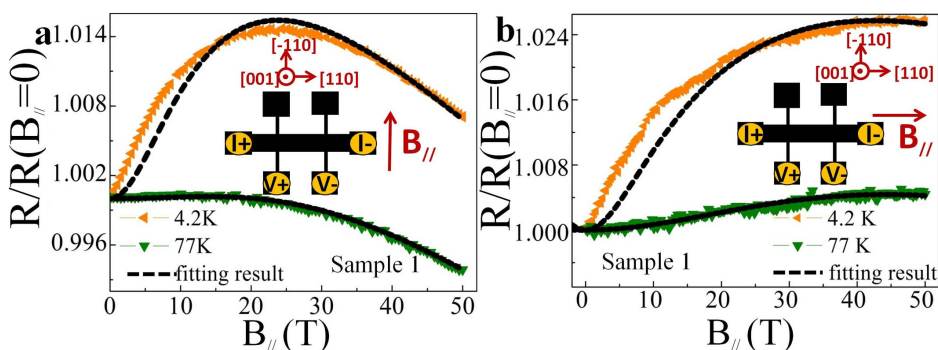 a
R/R(B//=0)
1.014
1.008
1.002
0.996
[-110]
[001]
[110]
I+
I-
V+
V-
B//
4.2K
77K
fitting result
Sample 1
0
10
20
30
40
50
B//(T)
b
R/R(B//=0)
1.024
1.016
1.008
1.000
[-110]
[001]
[110]
I+
I-
V+
V-
B//
Sample 1
4.2 K
77 K
fitting result
0
10
20
30
40
50
B//(T)